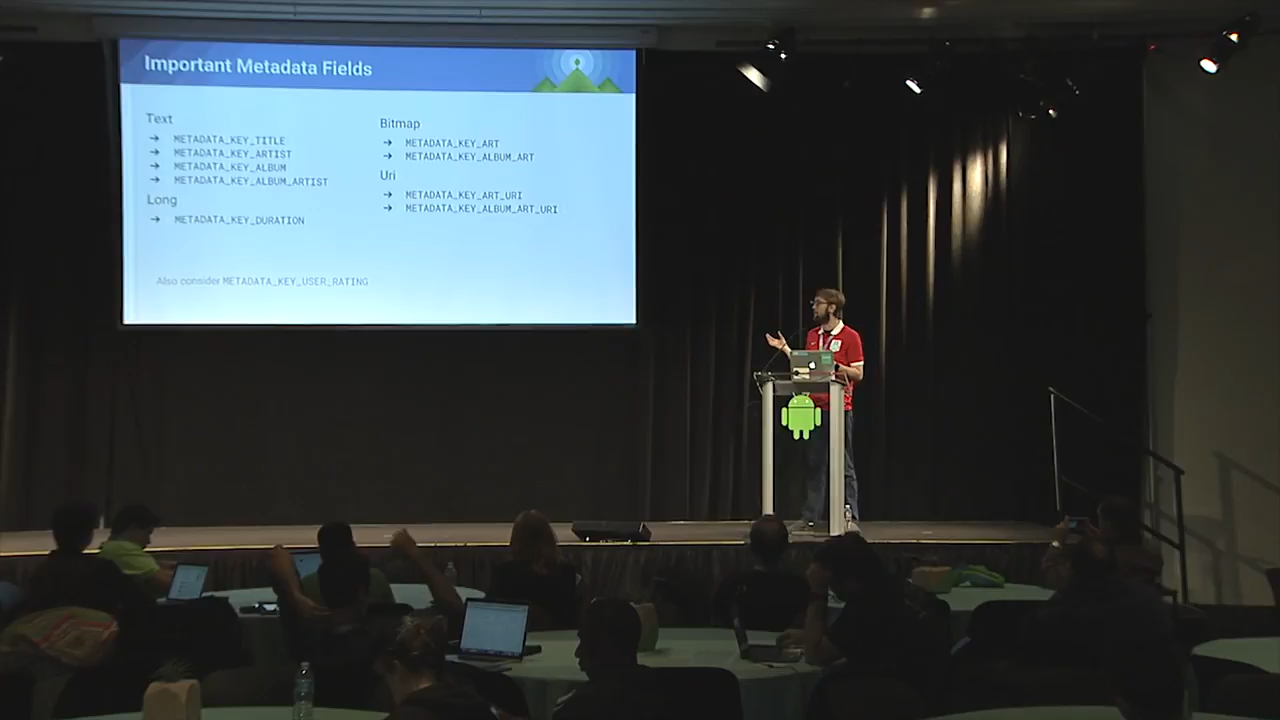 Important Metadata Fields
Text
→ METADATA_KEY_TITLE
→ METADATA_KEY_ARTIST
→ METADATA_KEY_ALBUM
→ METADATA_KEY_ALBUM_ARTIST
Long
→ METADATA_KEY_DURATION
Bitmap
→ METADATA_KEY_ART
→ METADATA_KEY_ALBUM_ART
Uri
→ METADATA_KEY_ART_URI
→ METADATA_KEY_ALBUM_ART_URI
Also consider METADATA_KEY_USER_RATING